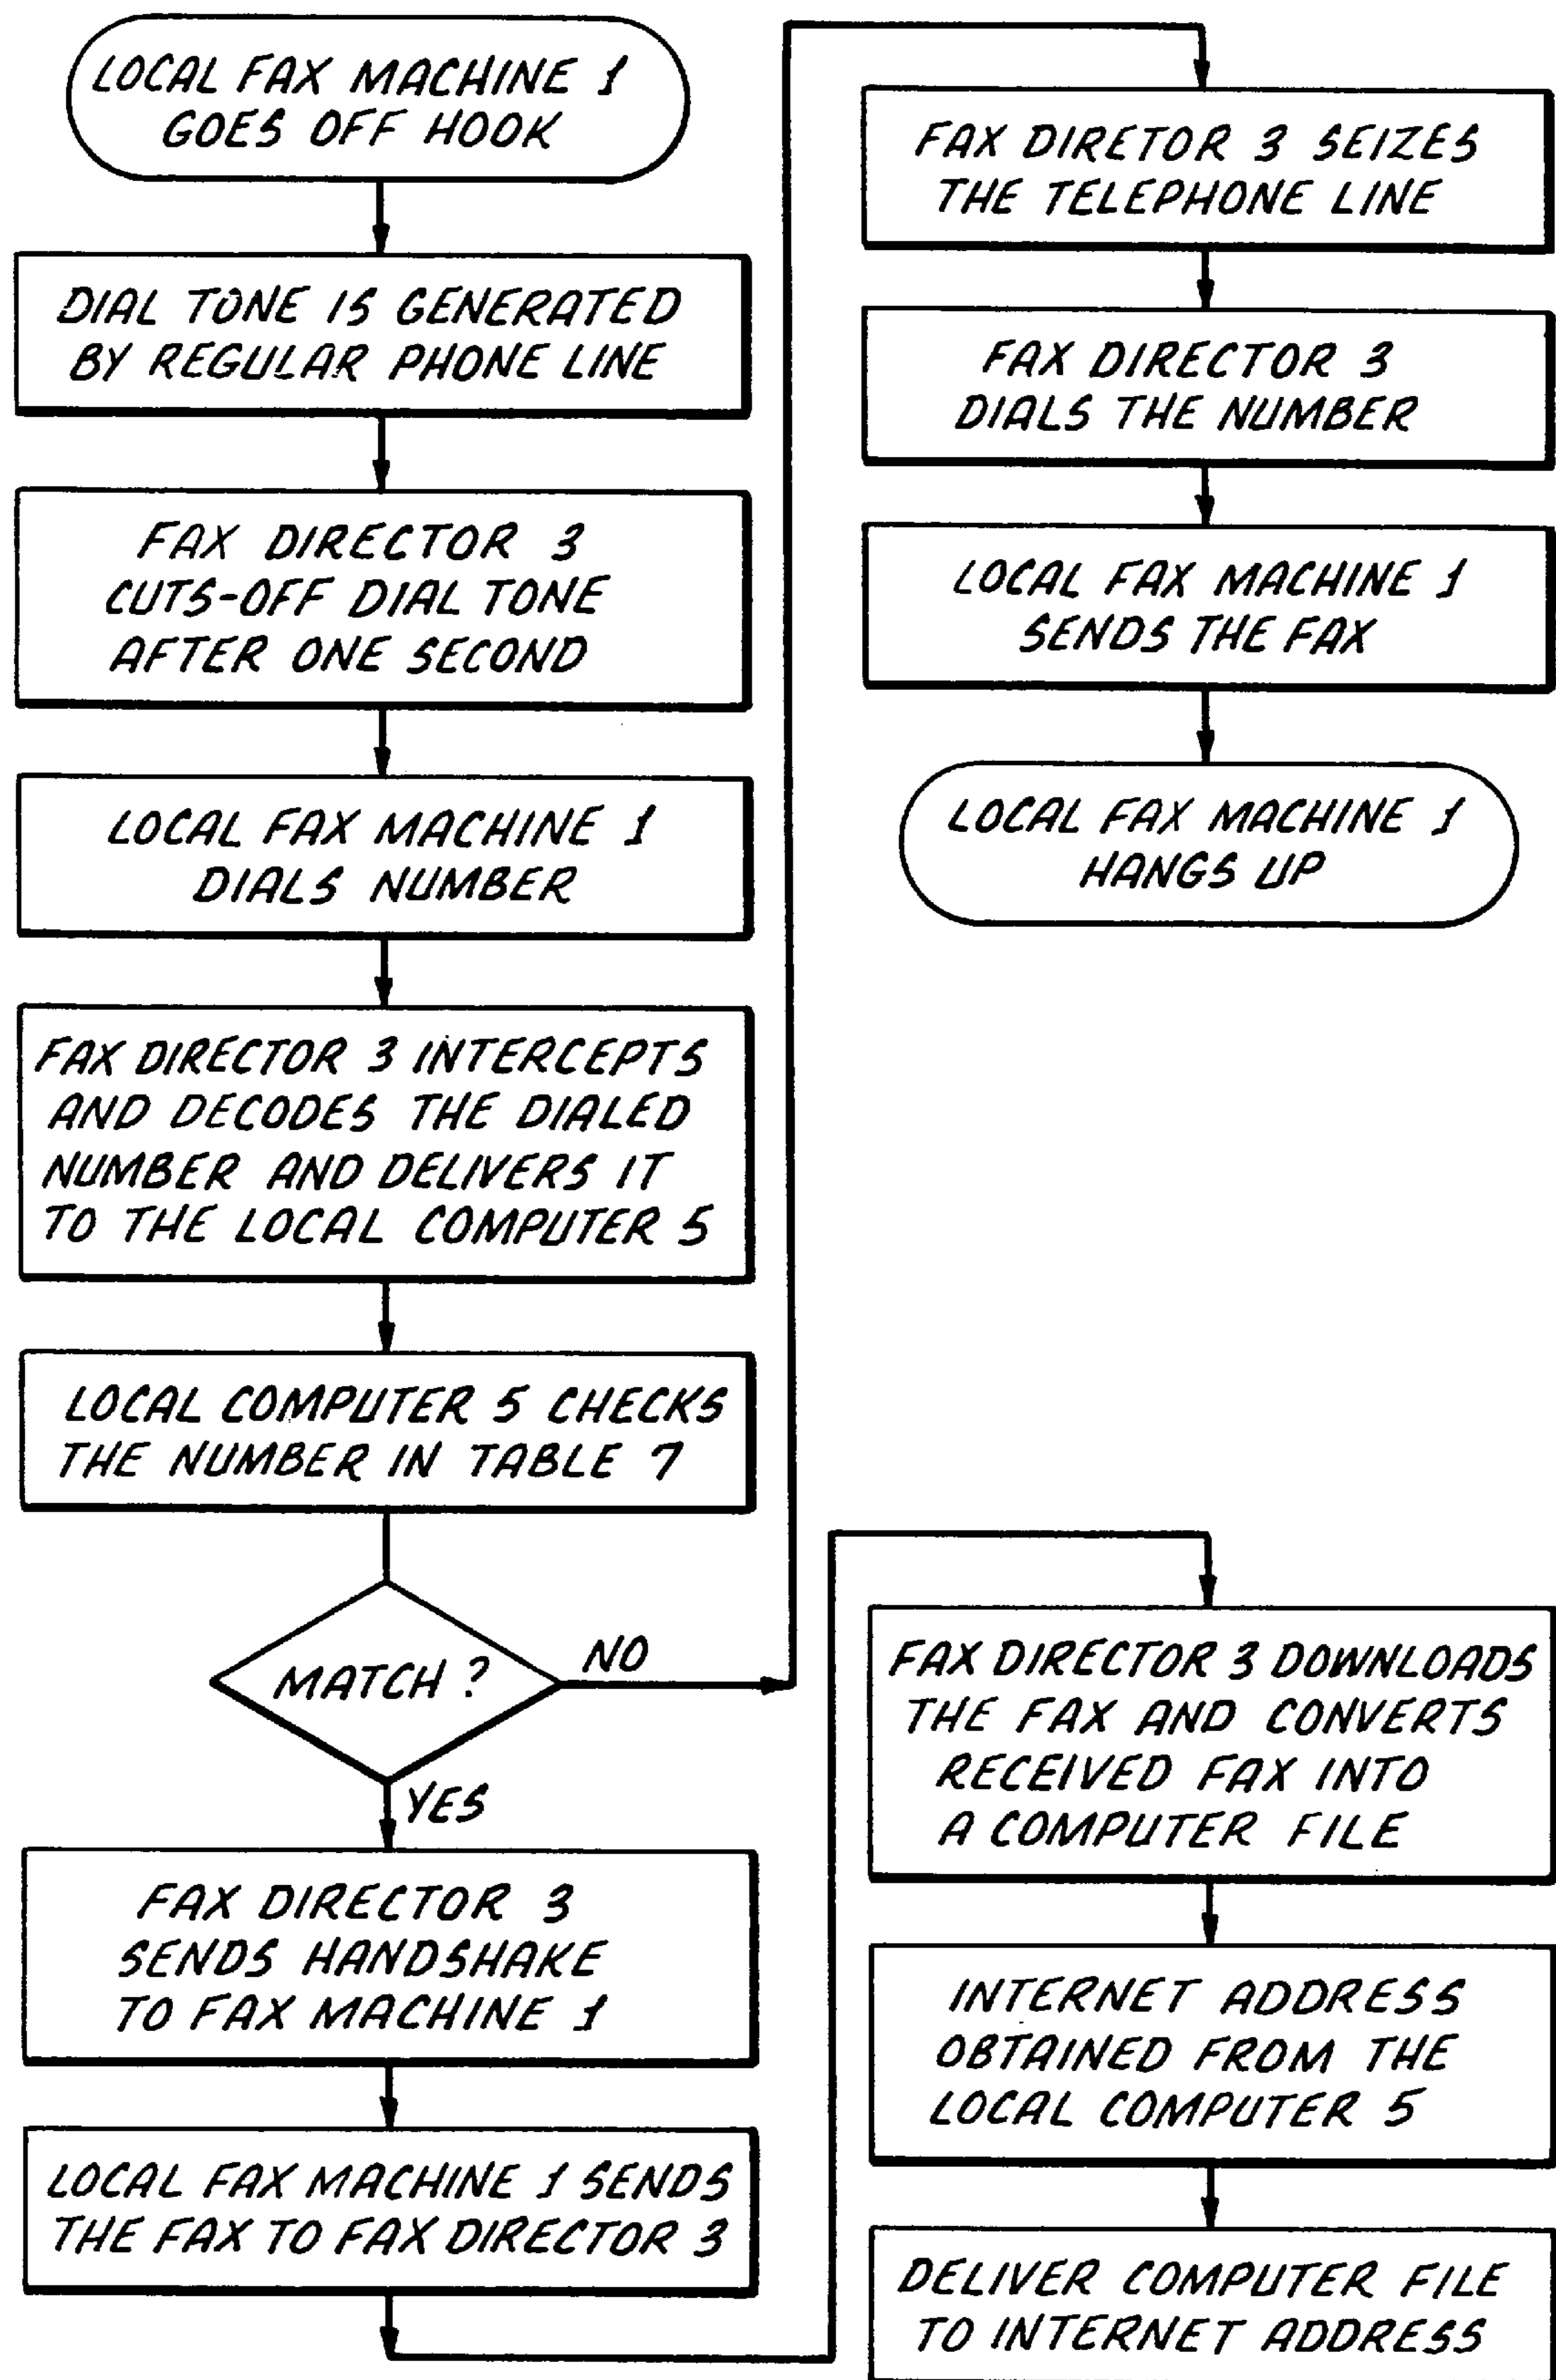 LOCAL FAX MACHINE 1
GOES OFF HOOK
DIAL TONE IS GENERATED
BY REGULAR PHONE LINE
FAX DIRECTOR 3
CUTS-OFF DIAL TONE
AFTER ONE SECOND
LOCAL FAX MACHINE 1
DIALS NUMBER
FAX DIRECTOR 3 INTERCEPTS
AND DECODES THE DIALED
NUMBER AND DELIVERS IT
TO THE LOCAL COMPUTER 5
LOCAL COMPUTER 5 CHECKS
THE NUMBER IN TABLE 7
MATCH ?
NO
YES
FAX DIRECTOR 3
SENDS HANDSHAKE
TO FAX MACHINE 1
LOCAL FAX MACHINE 1 SENDS
THE FAX TO FAX DIRECTOR 3
FAX DIRETOR 3 SEIZES
THE TELEPHONE LINE
FAX DIRECTOR 3
DIALS THE NUMBER
LOCAL FAX MACHINE 1
SENDS THE FAX
LOCAL FAX MACHINE 1
HANGS UP
FAX DIRECTOR 3 DOWNLOADS
THE FAX AND CONVERTS
RECEIVED FAX INTO
A COMPUTER FILE
INTERNET ADDRESS
OBTAINED FROM THE
LOCAL COMPUTER 5
DELIVER COMPUTER FILE
TO INTERNET ADDRESS